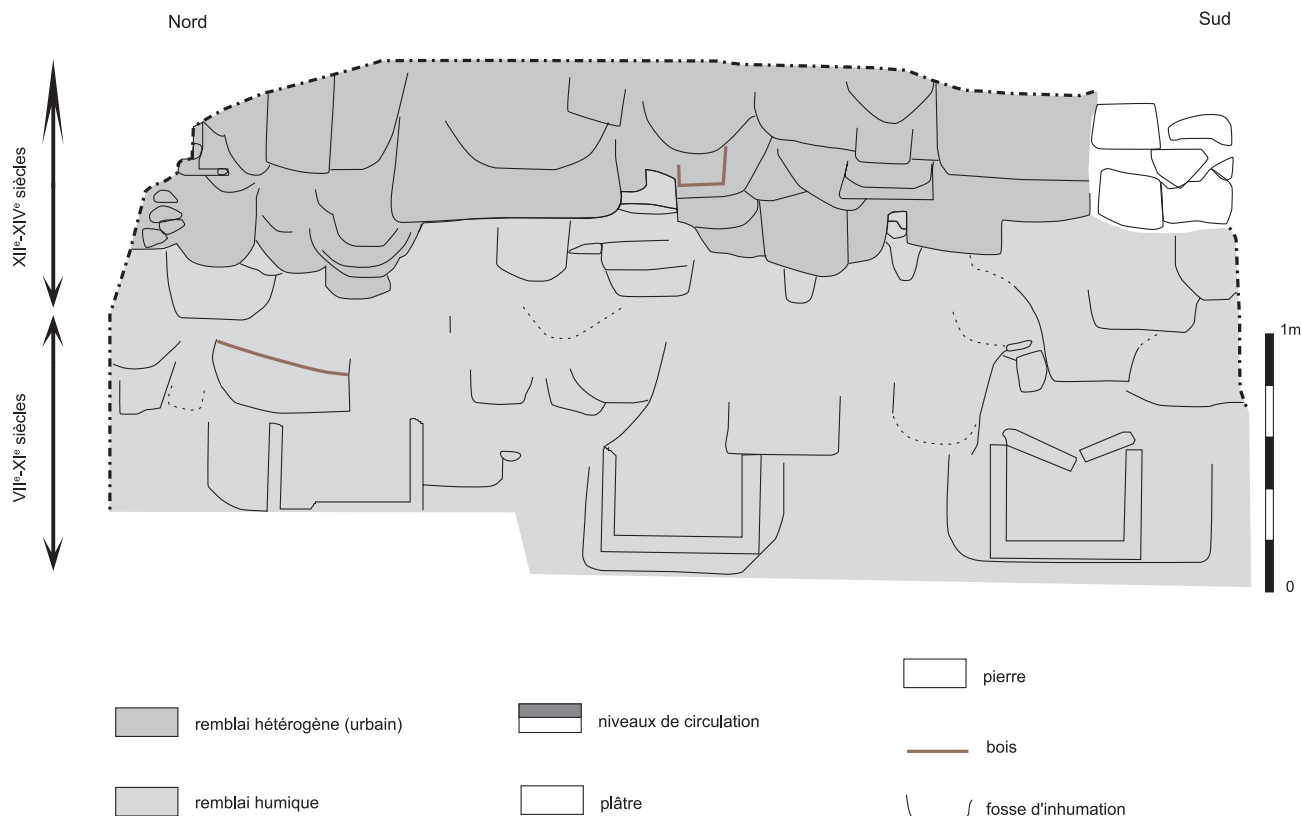 Nord
Sud
XIIᵉ-XIVᵉ siècles
VIIᵉ-XIᵉ siècles
1m
0
remblai hétérogène (urbain)
remblai humique
niveaux de circulation
plâtre
pierre
bois
fosse d'inhumation